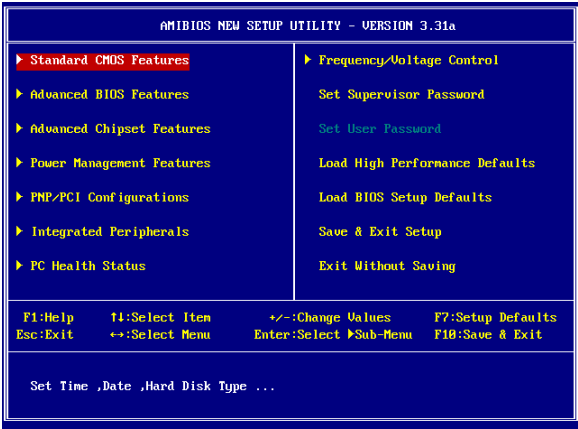 AMIBIOS NEW SETUP UTILITY - VERSION 3.31a
Standard CMOS Features
Advanced BIOS Features
Advanced Chipset Features
Power Management Features
PNP/PCI Configurations
Integrated Peripherals
PC Health Status
Frequency/Voltage Control
Set Supervisor Password
Set User Password
Load High Performance Defaults
Load BIOS Setup Defaults
Save & Exit Setup
Exit Without Saving
F1:Help ↑↓:Select Item +/-:Change Values F7:Setup Defaults
Esc:Exit ↔:Select Menu Enter:Select ▶Sub-Menu F10:Save & Exit
Set Time ,Date ,Hard Disk Type ...